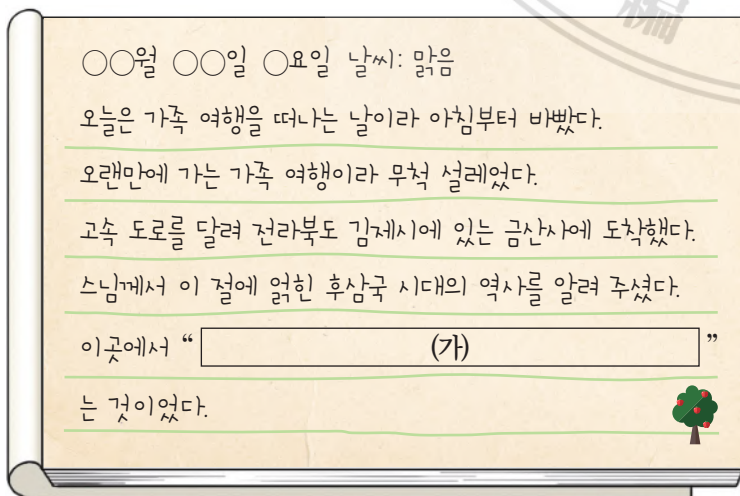 編
○○월 ○○일 ○요일 날씨: 맑음
오늘은 가족 여행을 떠나는 날이라 아침부터 바빴다.
오랜만에 가는 가족 여행이라 무척 설레었다.
고속 도로를 달려 전라북도 김제시에 있는 금산사에 도착했다.
스님께서 이 절에 얽힌 후삼국 시대의 역사를 알려 주셨다.
이곳에서 “ (가) ”
는 것이었다.